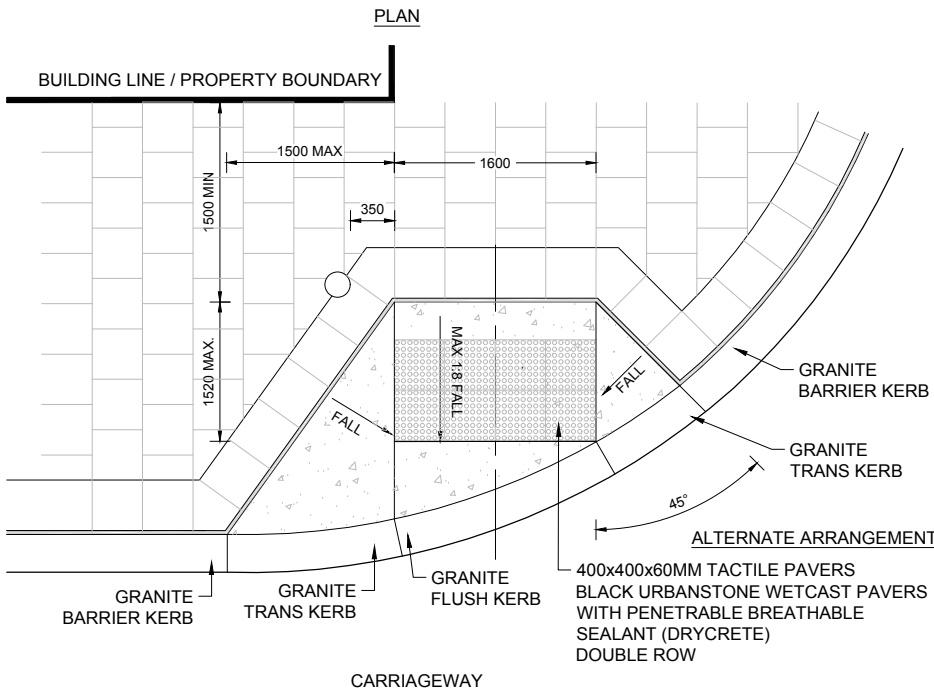 PLAN
BUILDING LINE / PROPERTY BOUNDARY
1500 MAX
1600
1500 MIN
350
1520 MAX.
MAX 1:8 FALL
FALL
FALL
GRANITE
BARRIER KERB
GRANITE
TRANS KERB
45°
ALTERNATE ARRANGEMENT
GRANITE
BARRIER KERB
GRANITE
TRANS KERB
GRANITE
FLUSH KERB
400x400x60MM TACTILE PAVERS
BLACK URBANSTONE WETCAST PAVERS
WITH PENETRABLE BREATHABLE
SEALANT (DRYCRETE)
DOUBLE ROW
CARRIAGEWAY